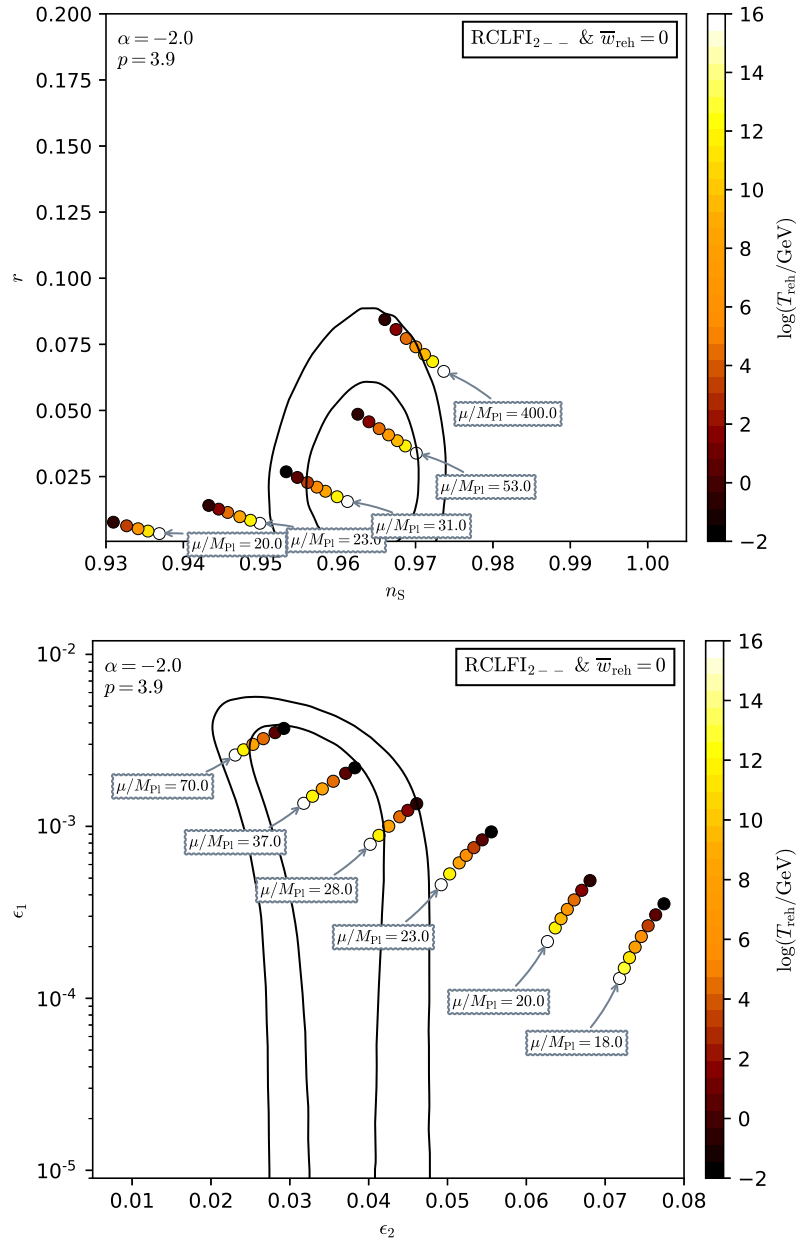 α = −2.0
p = 3.9
RCLFI₂₋₋ & w̅reh = 0
0.200
0.175
0.150
0.125
0.100
0.075
0.050
0.025
r
μ/MPl = 400.0
μ/MPl = 53.0
μ/MPl = 31.0
μ/MPl = 23.0
μ/MPl = 20.0
0.93 0.94 0.95 0.96 0.97 0.98 0.99 1.00
nS
16
14
12
10
8
6
4
2
0
−2
log(Treh/GeV)
α = −2.0
p = 3.9
RCLFI₂₋₋ & w̅reh = 0
10⁻²
10⁻³
10⁻⁴
10⁻⁵
ϵ₁
μ/MPl = 70.0
μ/MPl = 37.0
μ/MPl = 28.0
μ/MPl = 23.0
μ/MPl = 20.0
μ/MPl = 18.0
0.01 0.02 0.03 0.04 0.05 0.06 0.07 0.08
ϵ₂
16
14
12
10
8
6
4
2
0
−2
log(Treh/GeV)